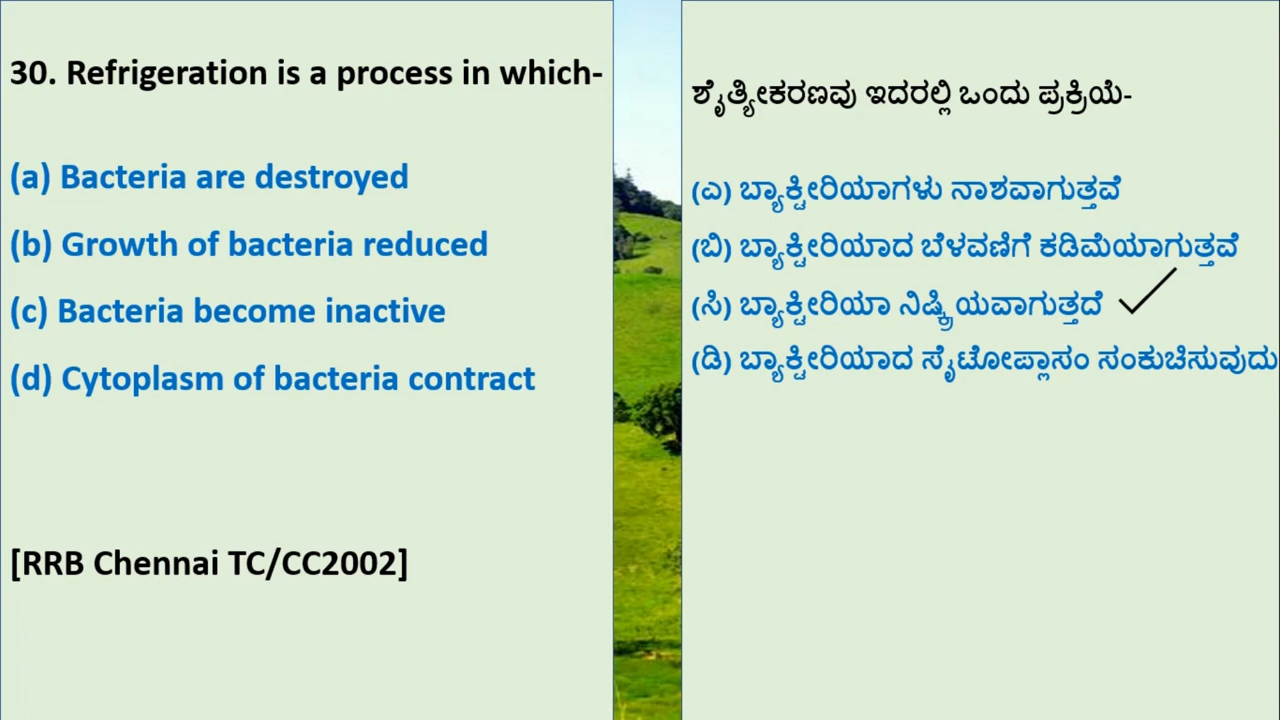 30. Refrigeration is a process in which-
(a) Bacteria are destroyed
(b) Growth of bacteria reduced
(c) Bacteria become inactive
(d) Cytoplasm of bacteria contract
[RRB Chennai TC/CC2002]
ಶೈತ್ಯೀಕರಣವು ಇದರಲ್ಲಿ ಒಂದು ಪ್ರಕ್ರಿಯೆ-
(ಎ) ಬ್ಯಾಕ್ಟೀರಿಯಾಗಳು ನಾಶವಾಗುತ್ತವೆ
(ಬಿ) ಬ್ಯಾಕ್ಟೀರಿಯಾದ ಬೆಳವಣಿಗೆ ಕಡಿಮೆಯಾಗುತ್ತವೆ
(ಸಿ) ಬ್ಯಾಕ್ಟೀರಿಯಾ ನಿಷ್ಕ್ರಿಯವಾಗುತ್ತದೆ
(ಡಿ) ಬ್ಯಾಕ್ಟೀರಿಯಾದ ಸೈಟೋಪ್ಲಾಸಂ ಸಂಕುಚಿಸುವುದು